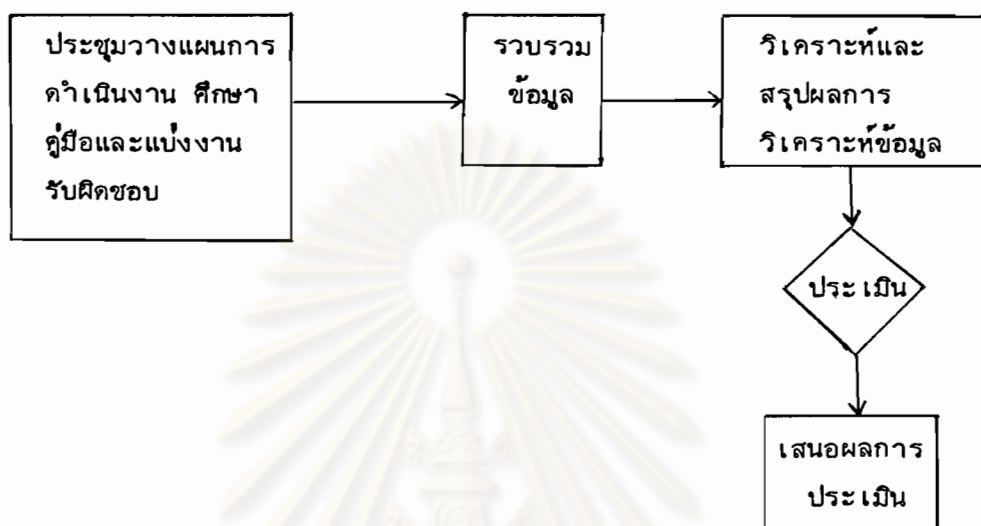 ประชุมวางแผนการ
ดำเนินงาน ศึกษา
คู่มือและแบ่งงาน
รับผิดชอบ
รวบรวม
ข้อมูล
วิเคราะห์และ
สรุปผลการ
วิเคราะห์ข้อมูล
ประเมิน
เสนอผลการ
ประเมิน